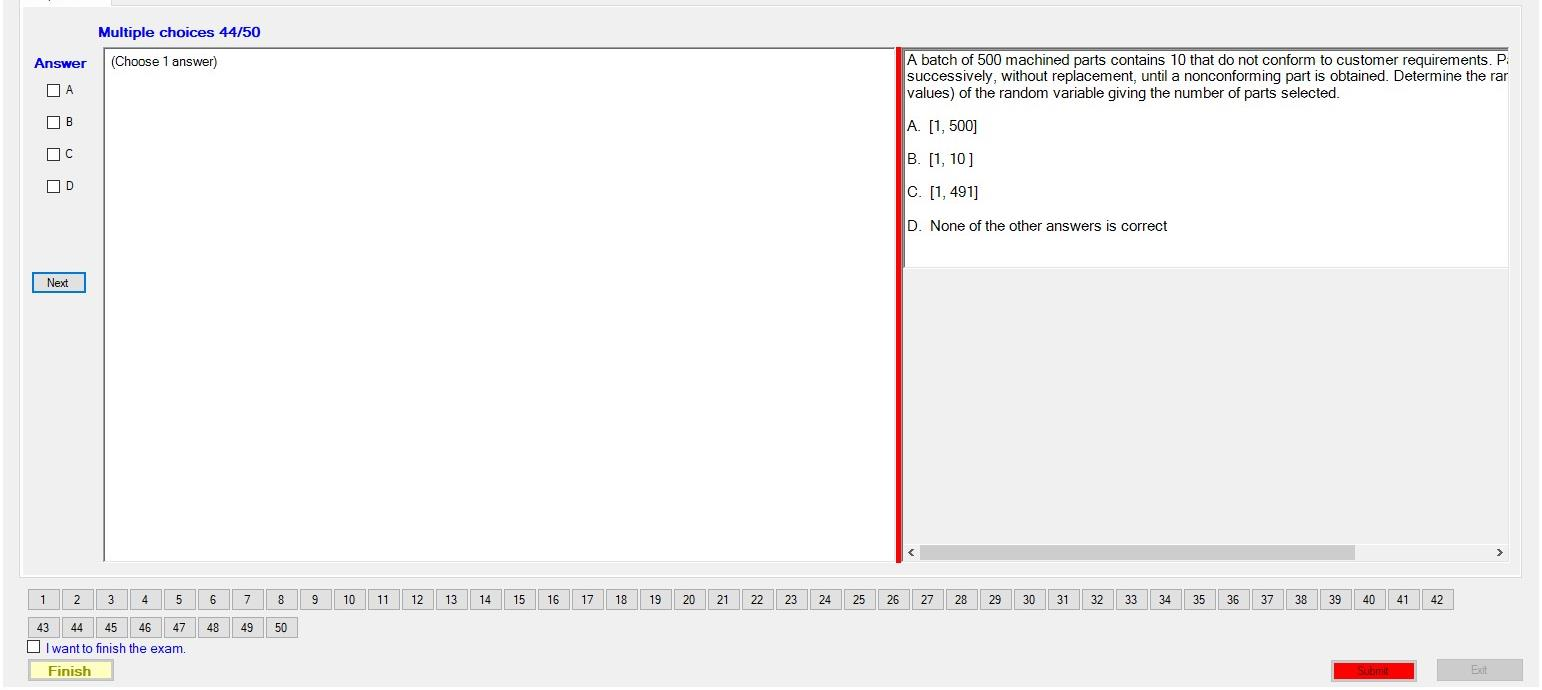 Multiple choices 44/50
Answer
(Choose 1 answer)
A
B
C
D
Next
A batch of 500 machined parts contains 10 that do not conform to customer requirements.
successively, without replacement, until a nonconforming part is obtained. Determine the
values) of the random variable giving the number of parts selected.
A. [1, 500]
B. [1, 10 ]
C. [1, 491]
D. None of the other answers is correct
1 2 3 4 5 6 7 8 9 10 11 12 13 14 15 16 17 18 19 20 21 22 23 24 25 26 27 28 29 30 31 32 33 34 35 36 37 38 39 40 41 42
43 44 45 46 47 48 49 50
I want to finish the exam.
Finish
Submit
Exit